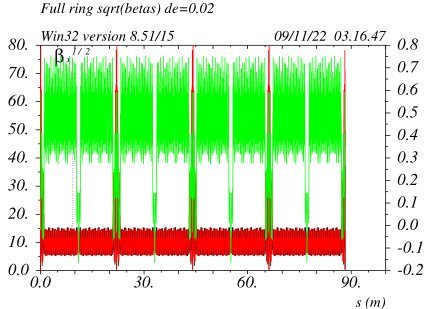 Full ring sqrt(betas) de=0.02
Win32 version 8.51/15 09/11/22 03.16.47
80. βx1/2 0.8
70. 0.7
60. 0.6
0.5
50. 0.4
40. 0.3
30. 0.2
0.1
20. 0.0
10. -0.1
0.0 -0.2
0.0 30. 60. 90.
s (m)